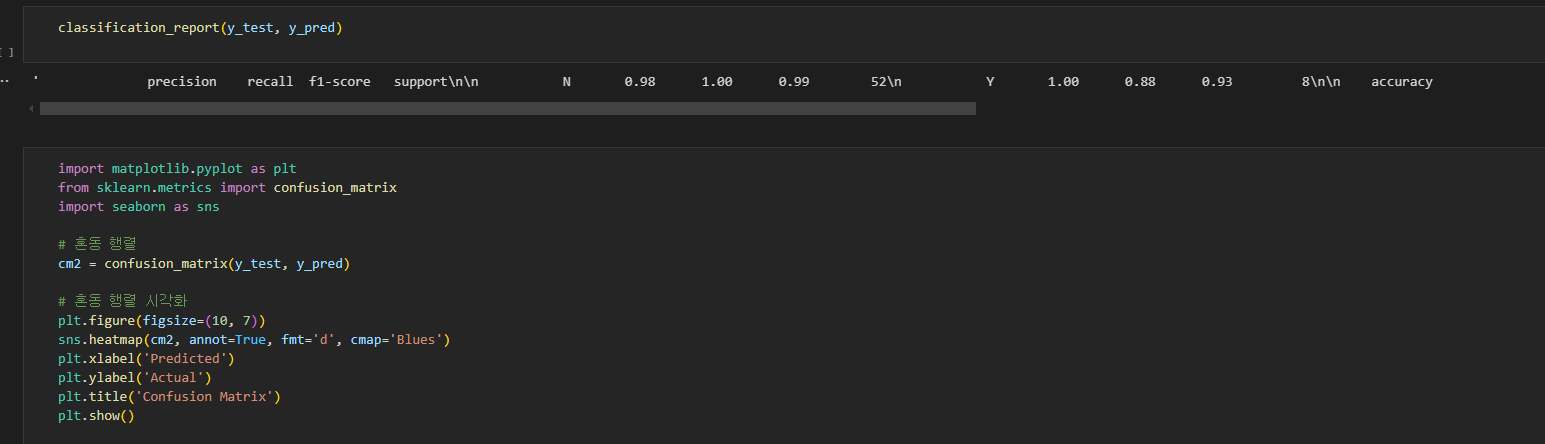 classification_report(y_test, y_pred)
[ ]
... '              precision    recall  f1-score   support\n\n           N       0.98      1.00      0.99        52\n           Y       1.00      0.88      0.93         8\n\n    accuracy
import matplotlib.pyplot as plt
from sklearn.metrics import confusion_matrix
import seaborn as sns
# 혼동 행렬
cm2 = confusion_matrix(y_test, y_pred)
# 혼동 행렬 시각화
plt.figure(figsize=(10, 7))
sns.heatmap(cm2, annot=True, fmt='d', cmap='Blues')
plt.xlabel('Predicted')
plt.ylabel('Actual')
plt.title('Confusion Matrix')
plt.show()